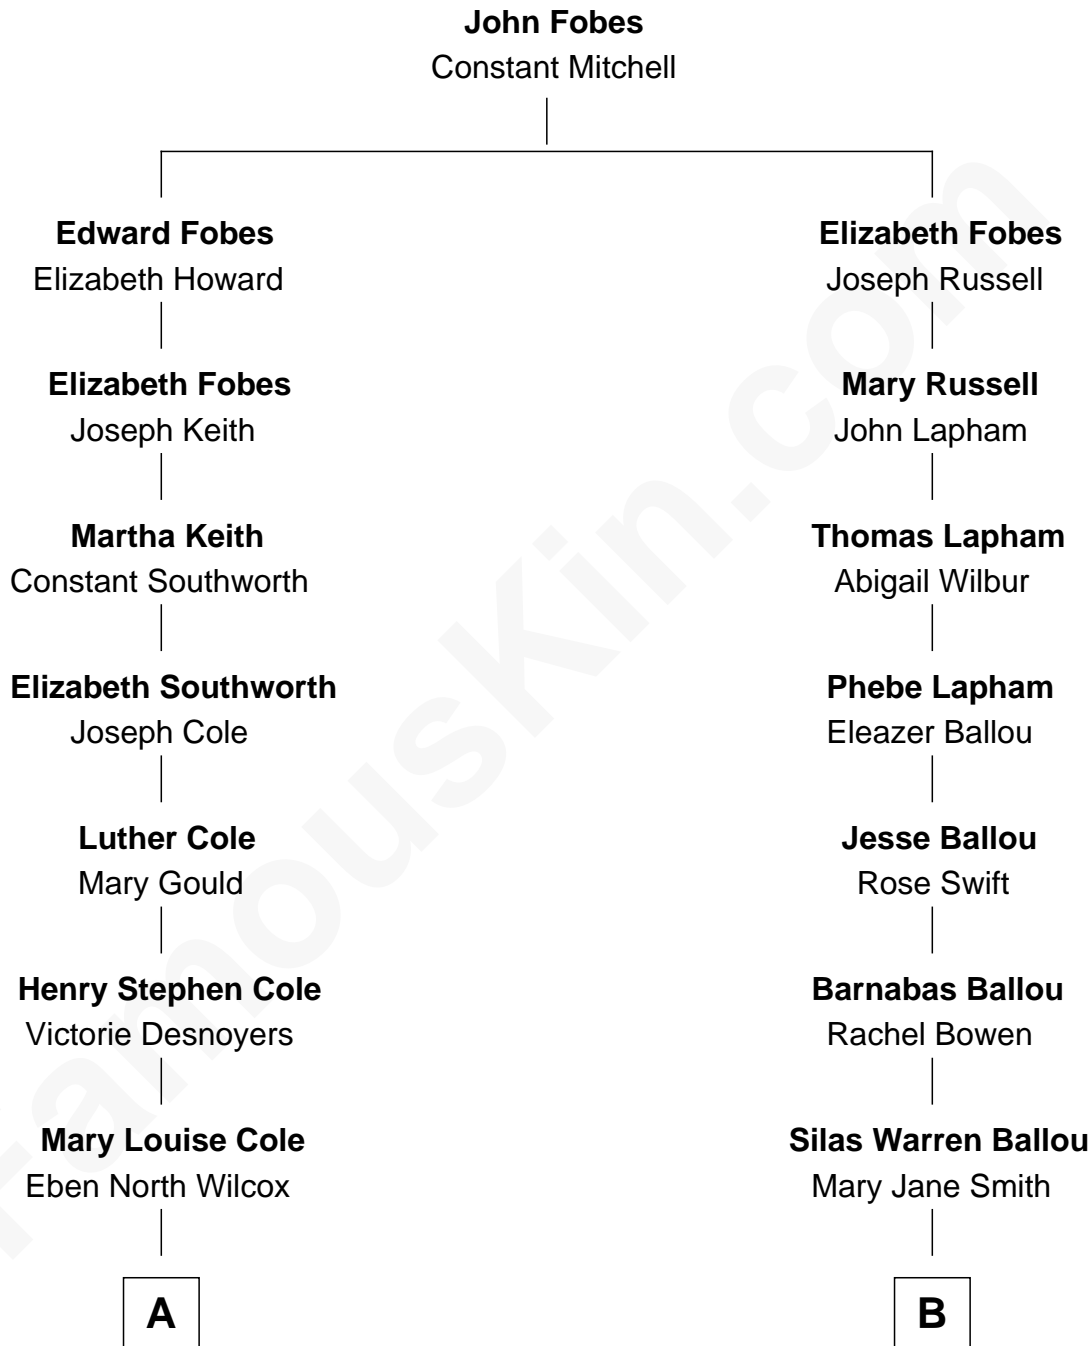 John Fobes
Constant Mitchell
Edward Fobes
Elizabeth Howard
Elizabeth Fobes
Joseph Russell
Elizabeth Fobes
Joseph Keith
Mary Russell
John Lapham
Martha Keith
Constant Southworth
Thomas Lapham
Abigail Wilbur
Elizabeth Southworth
Joseph Cole
Phebe Lapham
Eleazer Ballou
Luther Cole
Mary Gould
Jesse Ballou
Rose Swift
Henry Stephen Cole
Victorie Desnoyers
Barnabas Ballou
Rachel Bowen
Mary Louise Cole
Eben North Wilcox
Silas Warren Ballou
Mary Jane Smith
A
B
FamousKin.com